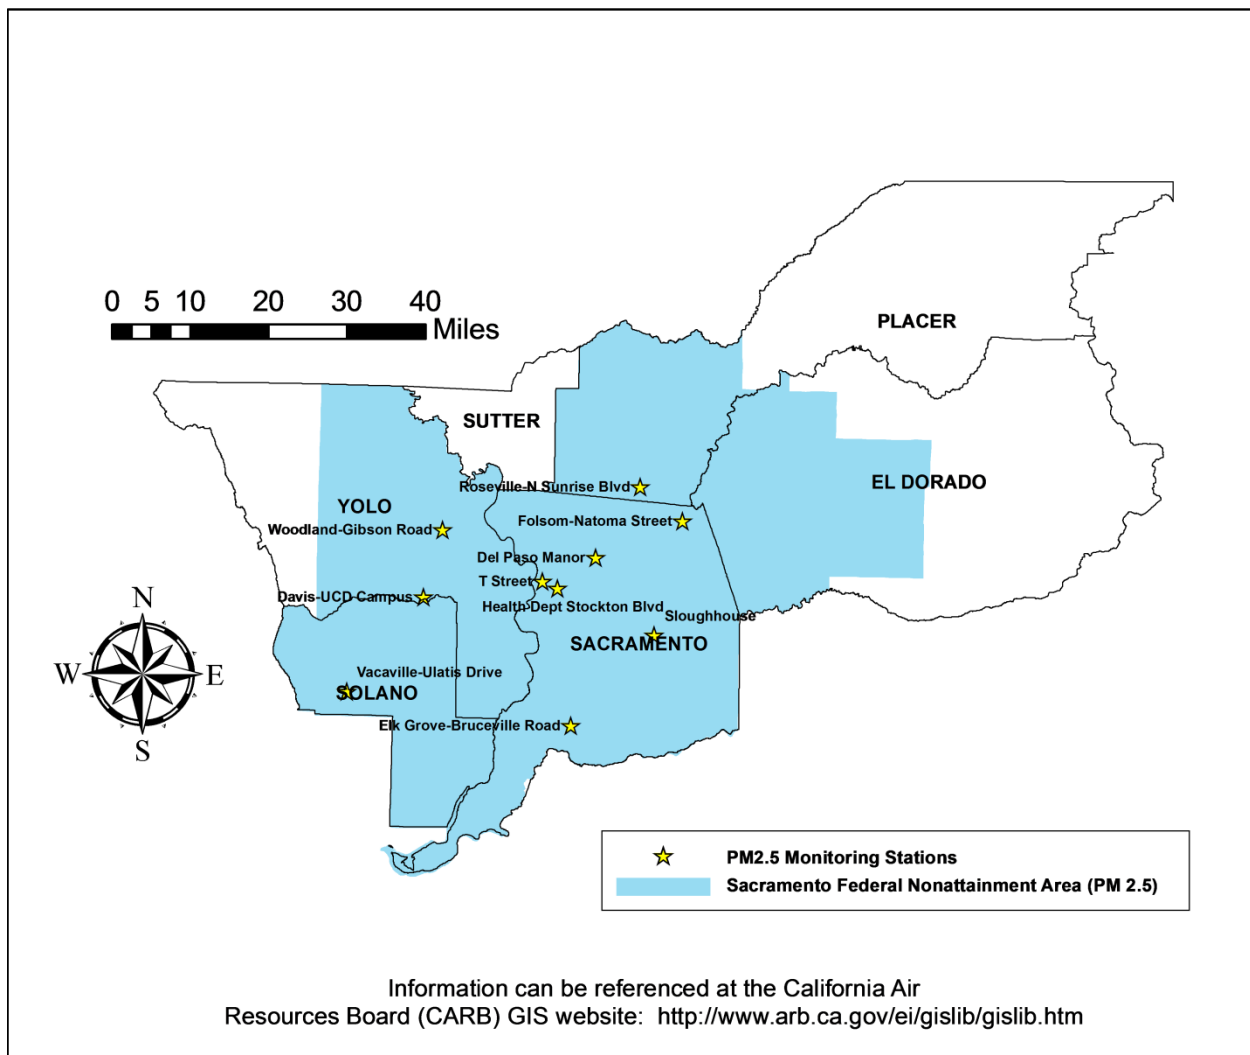 PLACER
0 5 10 20 30 40
Miles
SUTTER
EL DORADO
Roseville-N Sunrise Blvd
YOLO
Folsom-Natoma Street
Woodland-Gibson Road
Del Paso Manor
T Street
Davis-UCD Campus
Health-Dept Stockton Blvd
Sloughhouse
SACRAMENTO
N
W
E
S
Vacaville-Ulatis Drive
SOLANO
Elk Grove-Bruceville Road
PM2.5 Monitoring Stations
Sacramento Federal Nonattainment Area (PM 2.5)
Information can be referenced at the California Air
Resources Board (CARB) GIS website: http://www.arb.ca.gov/ei/gislib/gislib.htm